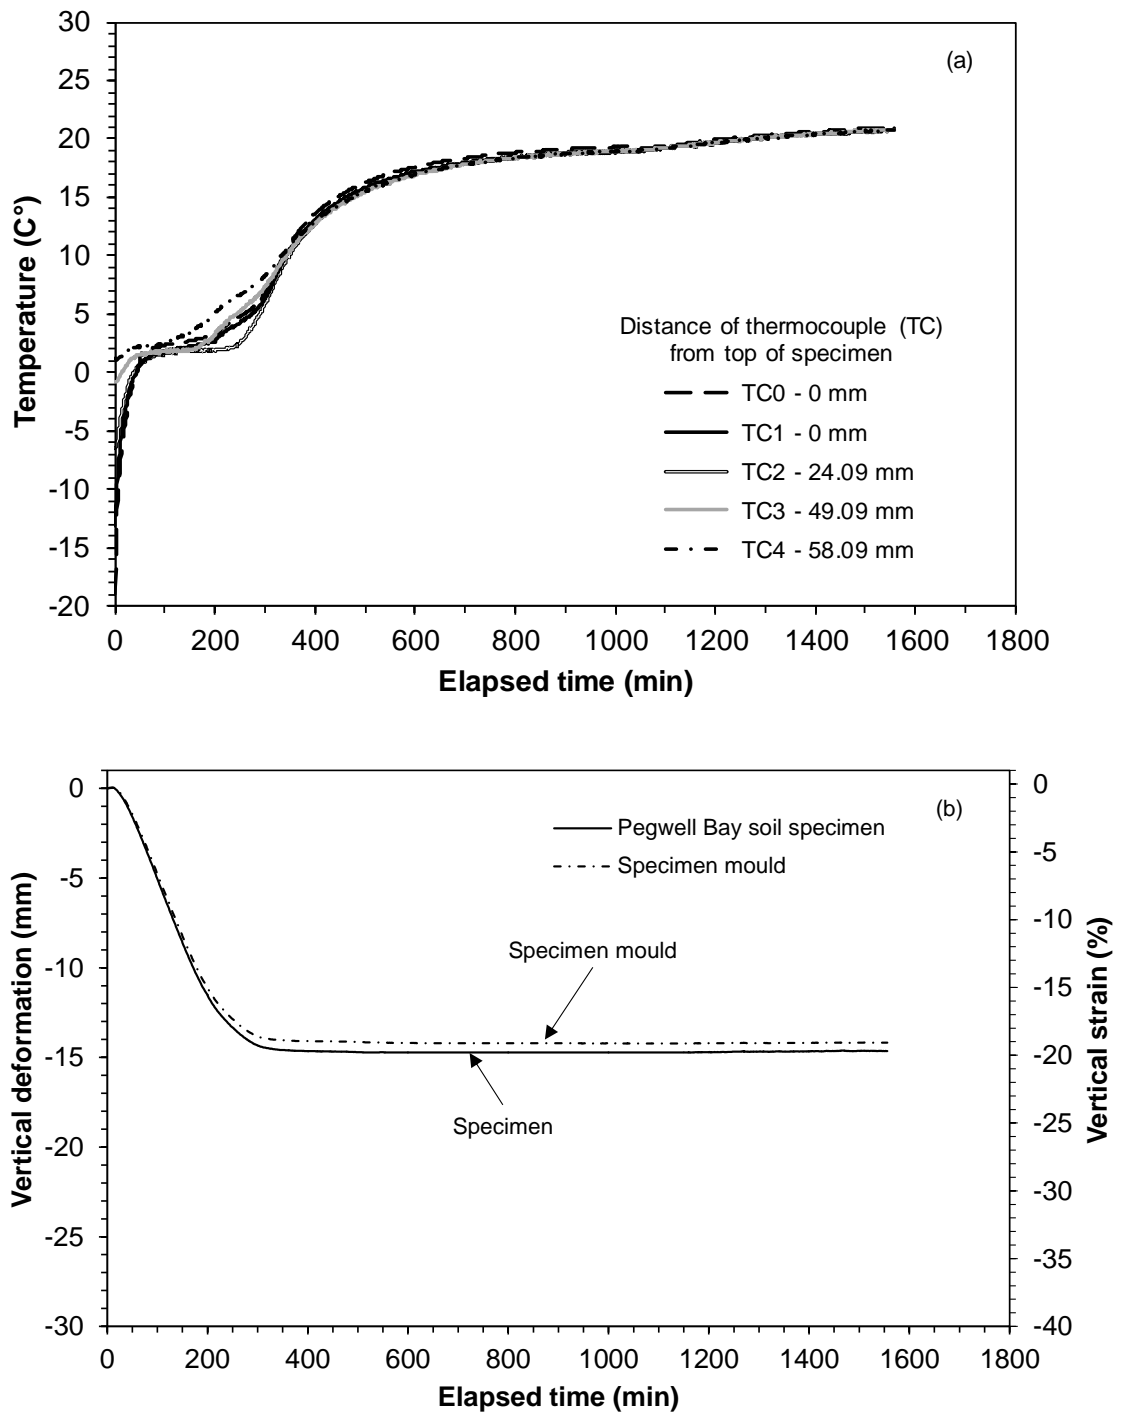 30
(a)
25
20
15
10
5
0
-5
-10
-15
-20
Temperature (C°)
Distance of thermocouple (TC)
from top of specimen
TC0 - 0 mm
TC1 - 0 mm
TC2 - 24.09 mm
TC3 - 49.09 mm
TC4 - 58.09 mm
0 200 400 600 800 1000 1200 1400 1600 1800
Elapsed time (min)
0
-5
-10
-15
-20
-25
-30
Vertical deformation (mm)
(b)
Pegwell Bay soil specimen
Specimen mould
Specimen mould
Specimen
0
-5
-10
-15
-20
-25
-30
-35
-40
Vertical strain (%)
0 200 400 600 800 1000 1200 1400 1600 1800
Elapsed time (min)